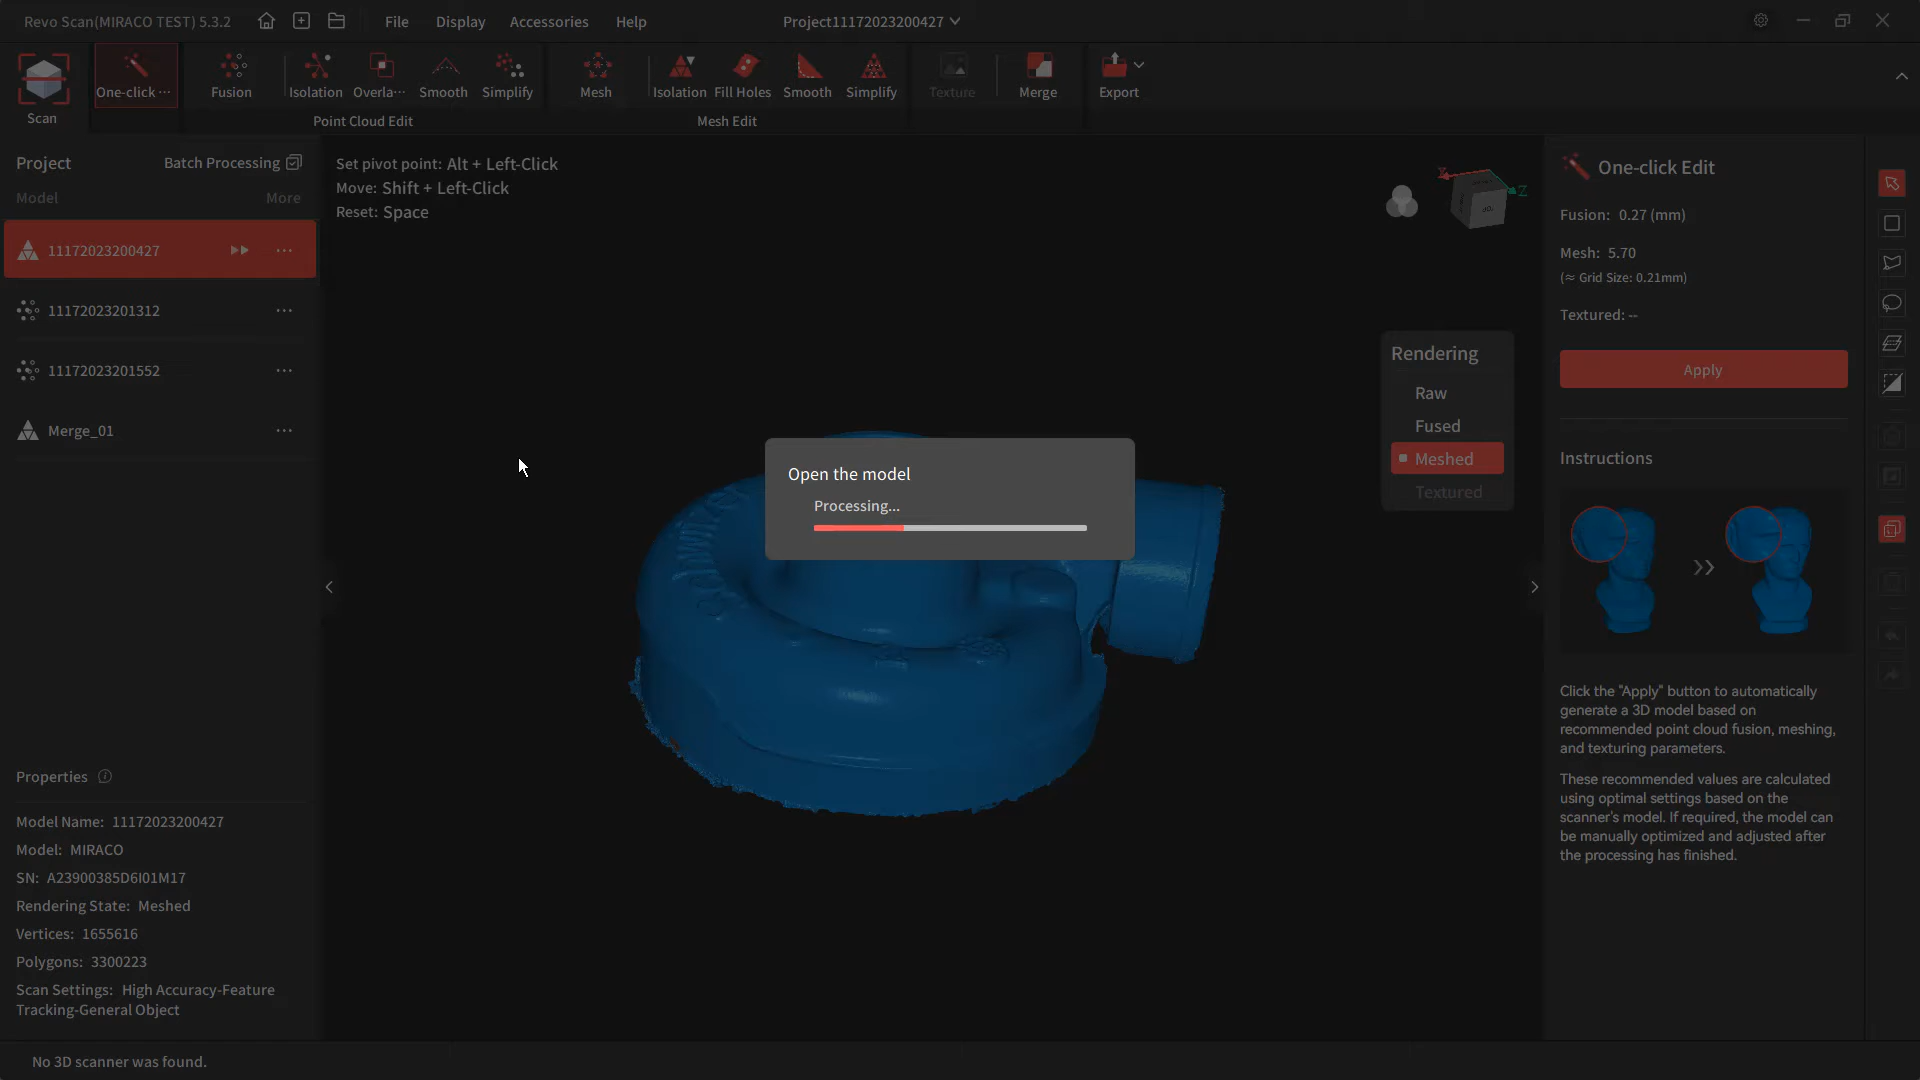 Revo Scan(MIRACO TEST) 5.3.2
File
Display
Accessories
Help
Project11172023200427
Scan
One-click ···
Fusion
Isolation
Overla···
Smooth
Simplify
Point Cloud Edit
Mesh
Isolation
Fill Holes
Smooth
Simplify
Mesh Edit
Texture
Merge
Export
Project
Batch Processing
Model
More
11172023200427
11172023201312
11172023201552
Merge_01
Properties
Model Name: 11172023200427
Model: MIRACO
SN: A23900385D6I01M17
Rendering State: Meshed
Vertices: 1655616
Polygons: 3300223
Scan Settings: High Accuracy-Feature
Tracking-General Object
No 3D scanner was found.
Set pivot point: Alt + Left-Click
Move: Shift + Left-Click
Reset: Space
Z
Open the model
Processing...
Rendering
Raw
Fused
Meshed
Textured
One-click Edit
Fusion: 0.27 (mm)
Mesh: 5.70
(≈ Grid Size: 0.21mm)
Textured: --
Apply
Instructions
Click the "Apply" button to automatically
generate a 3D model based on
recommended point cloud fusion, meshing,
and texturing parameters.
These recommended values are calculated
using optimal settings based on the
scanner's model. If required, the model can
be manually optimized and adjusted after
the processing has finished.